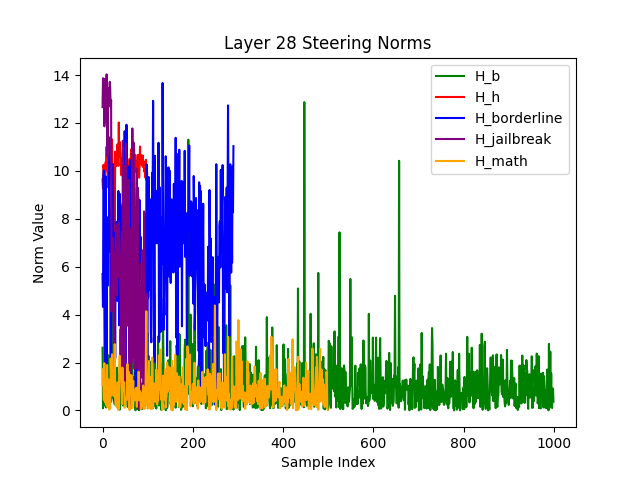 Layer 28 Steering Norms
H_b
H_h
H_borderline
H_jailbreak
H_math
Norm Value
14
12
10
8
6
4
2
0
0 200 400 600 800 1000
Sample Index